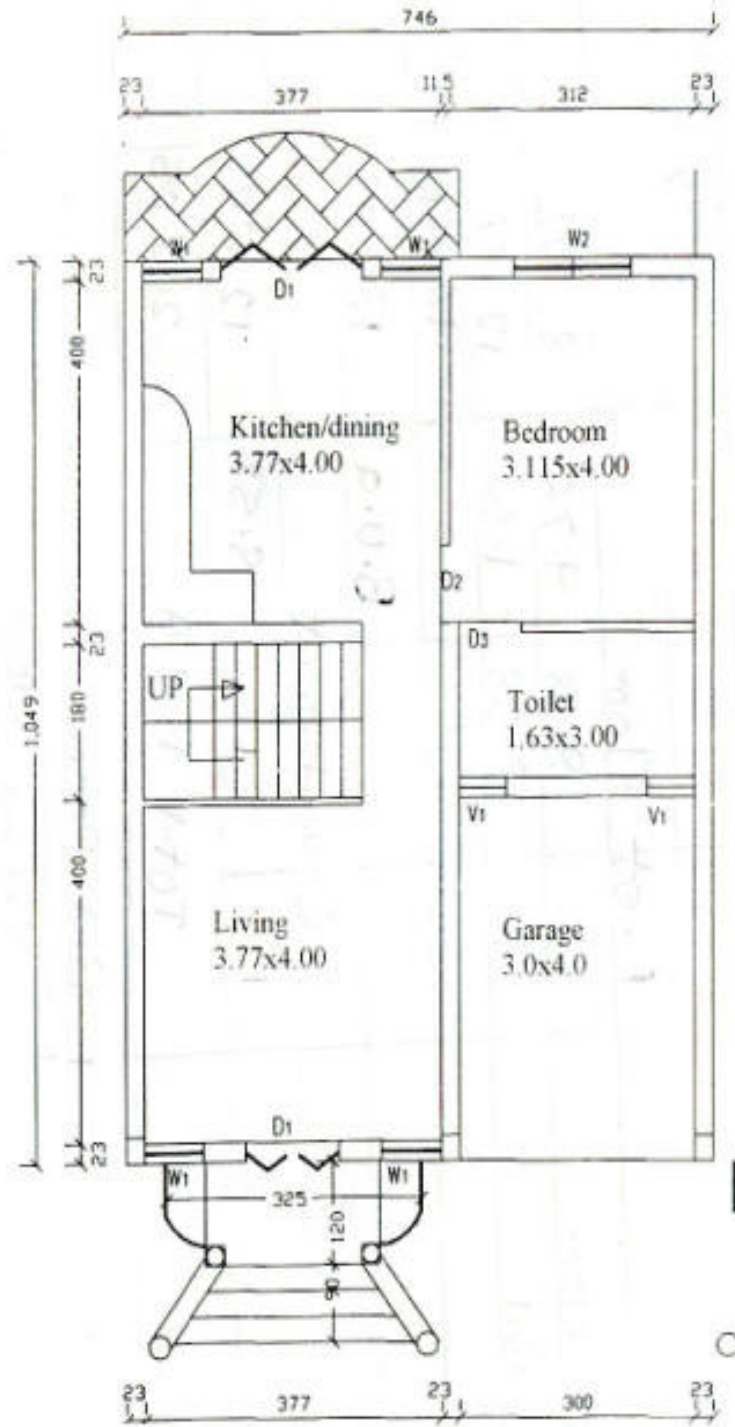 746
23
377
11.5
312
23
W1
W1
W2
D1
23
400
Kitchen/dining
3.77x4.00
Bedroom
3.115x4.00
D2
23
D3
UP
180
Toilet
1.63x3.00
1.049
V1
V1
400
Living
3.77x4.00
Garage
3.0x4.0
D1
23
W1
W1
325
120
23
377
23
300
23